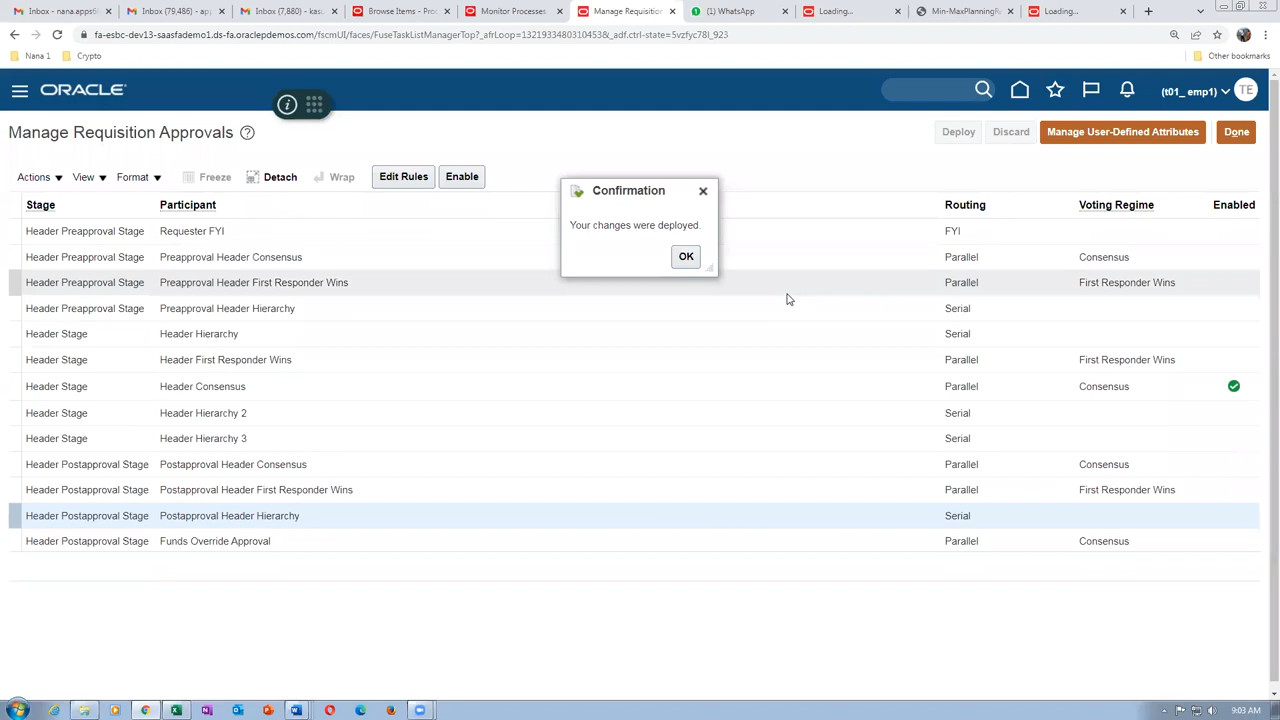 Inbox - nana.apps6
Inbox (79,486) - ap
Inbox (7,880) - kas
Browse Items - Pro
Monitor Processes
Manage Requisition
(1) WhatsApp
Loading...
Min-MaxPlanningR
Loading...
fa-esbc-dev13-saasfademo1.ds-fa.oraclepdemos.com/fscmUI/faces/FuseTaskListManagerTop?_afrLoop=1321933480310453&_adf.ctrl-state=5vzfyc78l_923
Nana 1
Crypto
Other bookmarks
ORACLE
(t01_ emp1)
TE
Manage Requisition Approvals
Deploy
Discard
Manage User-Defined Attributes
Done
Actions
View
Format
Freeze
Detach
Wrap
Edit Rules
Enable
Confirmation
Your changes were deployed.
OK
Stage Participant Routing Voting Regime Enabled
Header Preapproval Stage Requester FYI FYI
Header Preapproval Stage Preapproval Header Consensus Parallel Consensus
Header Preapproval Stage Preapproval Header First Responder Wins Parallel First Responder Wins
Header Preapproval Stage Preapproval Header Hierarchy Serial
Header Stage Header Hierarchy Serial
Header Stage Header First Responder Wins Parallel First Responder Wins
Header Stage Header Consensus Parallel Consensus
Header Stage Header Hierarchy 2 Serial
Header Stage Header Hierarchy 3 Serial
Header Postapproval Stage Postapproval Header Consensus Parallel Consensus
Header Postapproval Stage Postapproval Header First Responder Wins Parallel First Responder Wins
Header Postapproval Stage Postapproval Header Hierarchy Serial
Header Postapproval Stage Funds Override Approval Parallel Consensus
9:03 AM